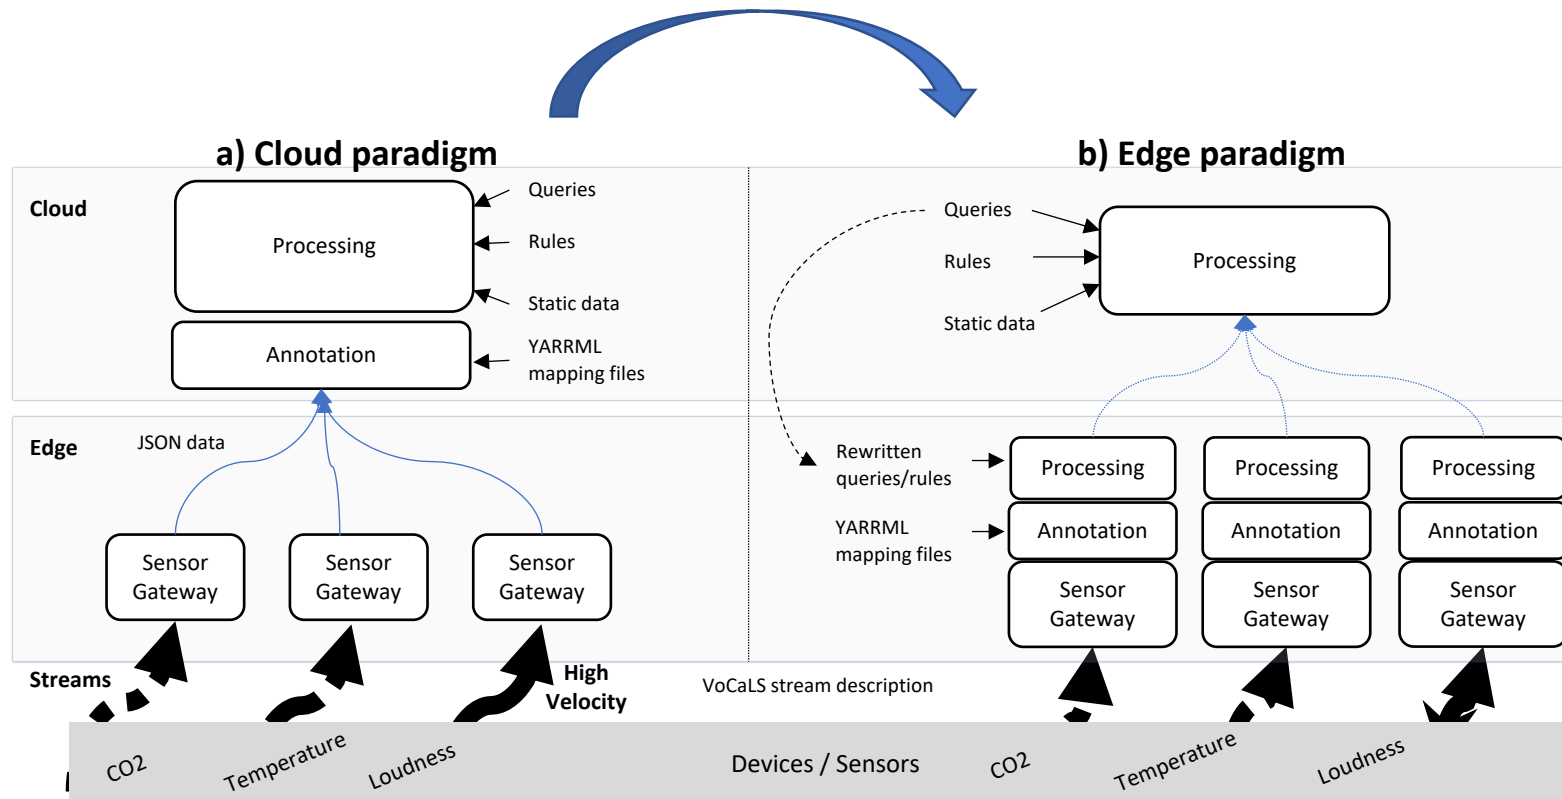 a) Cloud paradigm
b) Edge paradigm
Cloud
Processing
Queries
Rules
Static data
Annotation
YARRML
mapping files
Queries
Rules
Static data
Processing
Edge
JSON data
Sensor
Gateway
Sensor
Gateway
Sensor
Gateway
Rewritten
queries/rules
YARRML
mapping files
Processing
Processing
Processing
Annotation
Annotation
Annotation
Sensor
Gateway
Sensor
Gateway
Sensor
Gateway
Streams
High
Velocity
VoCaLS stream description
CO2
Temperature
Loudness
Devices / Sensors
CO2
Temperature
Loudness